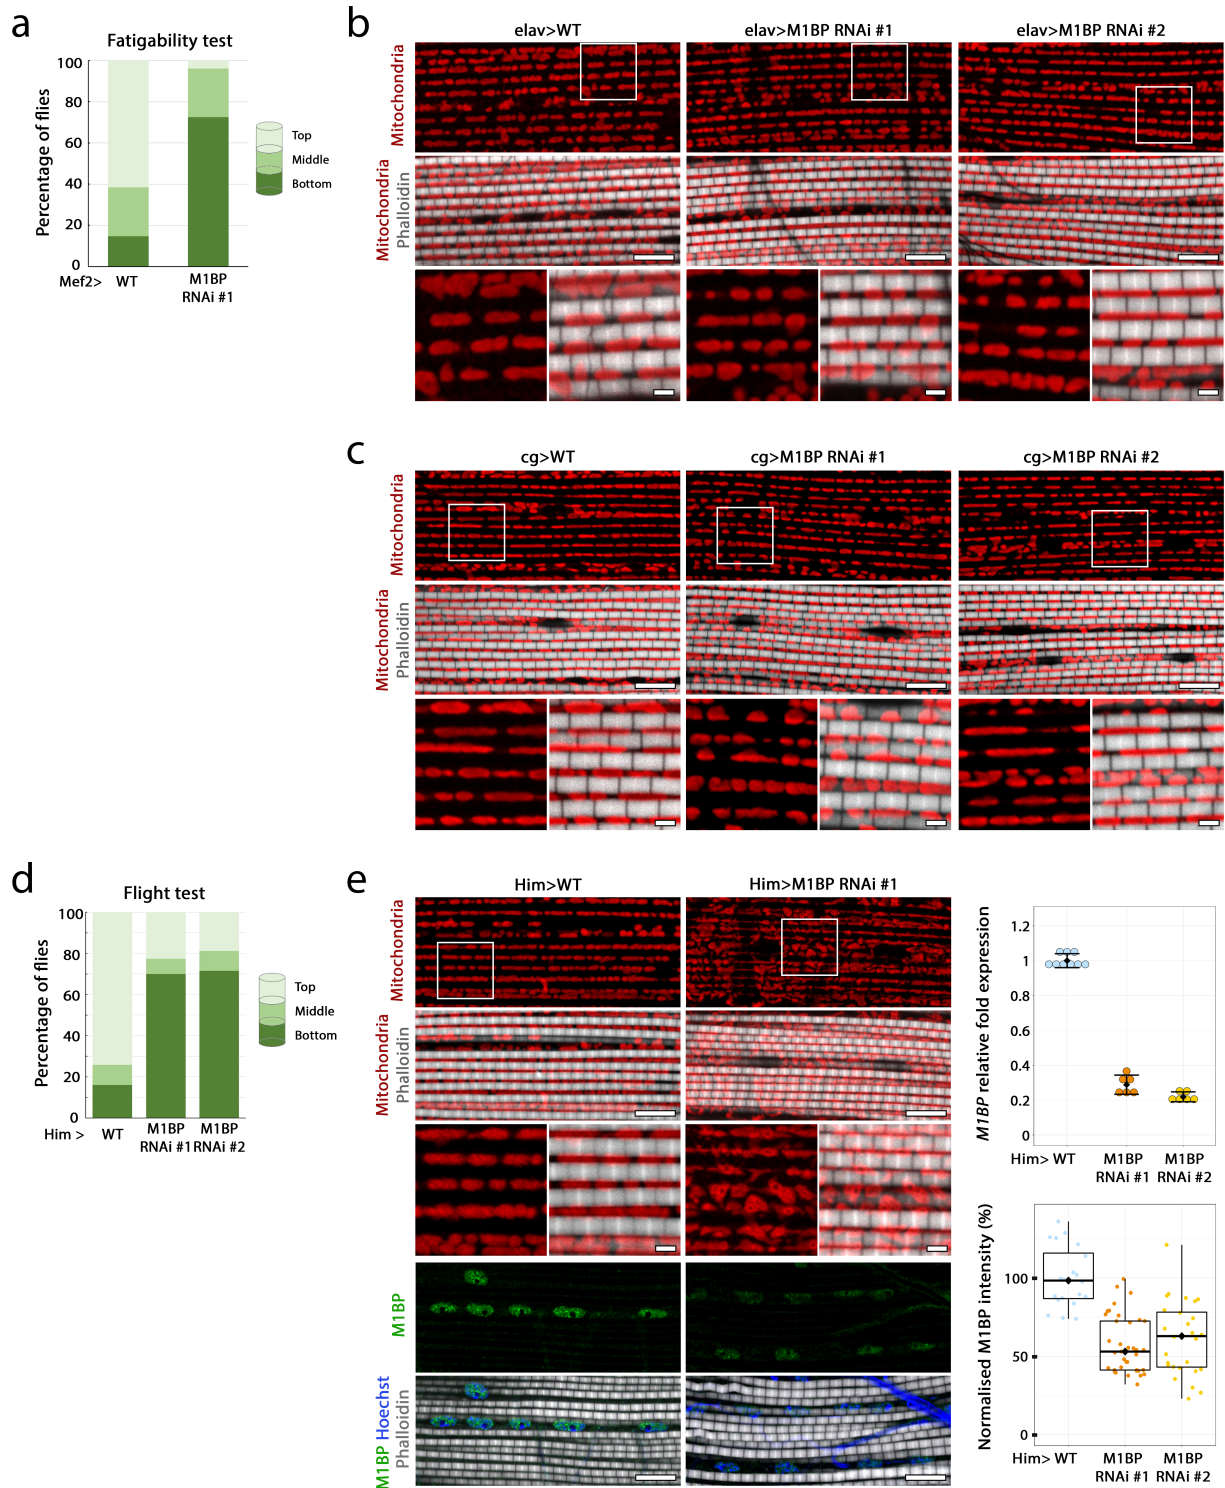 a
Fatigability test
Percentage of flies
100
80
60
40
20
0
Top
Middle
Bottom
Mef2>
WT
M1BP
RNAi #1
b
elav>WT
elav>M1BP RNAi #1
elav>M1BP RNAi #2
Mitochondria
Mitochondria
Phalloidin
c
cg>WT
cg>M1BP RNAi #1
cg>M1BP RNAi #2
Mitochondria
Mitochondria
Phalloidin
d
Flight test
Percentage of flies
100
80
60
40
20
0
Top
Middle
Bottom
Him >
WT
M1BP
RNAi #1
M1BP
RNAi #2
e
Him>WT
Him>M1BP RNAi #1
Mitochondria
Mitochondria
Phalloidin
M1BP
M1BP Hoechst
Phalloidin
M1BP relative fold expression
1.2
1
0.8
0.6
0.4
0.2
0
Him> WT
M1BP
RNAi #1
M1BP
RNAi #2
Normalised M1BP intensity (%)
100
50
0
Him> WT
M1BP
RNAi #1
M1BP
RNAi #2